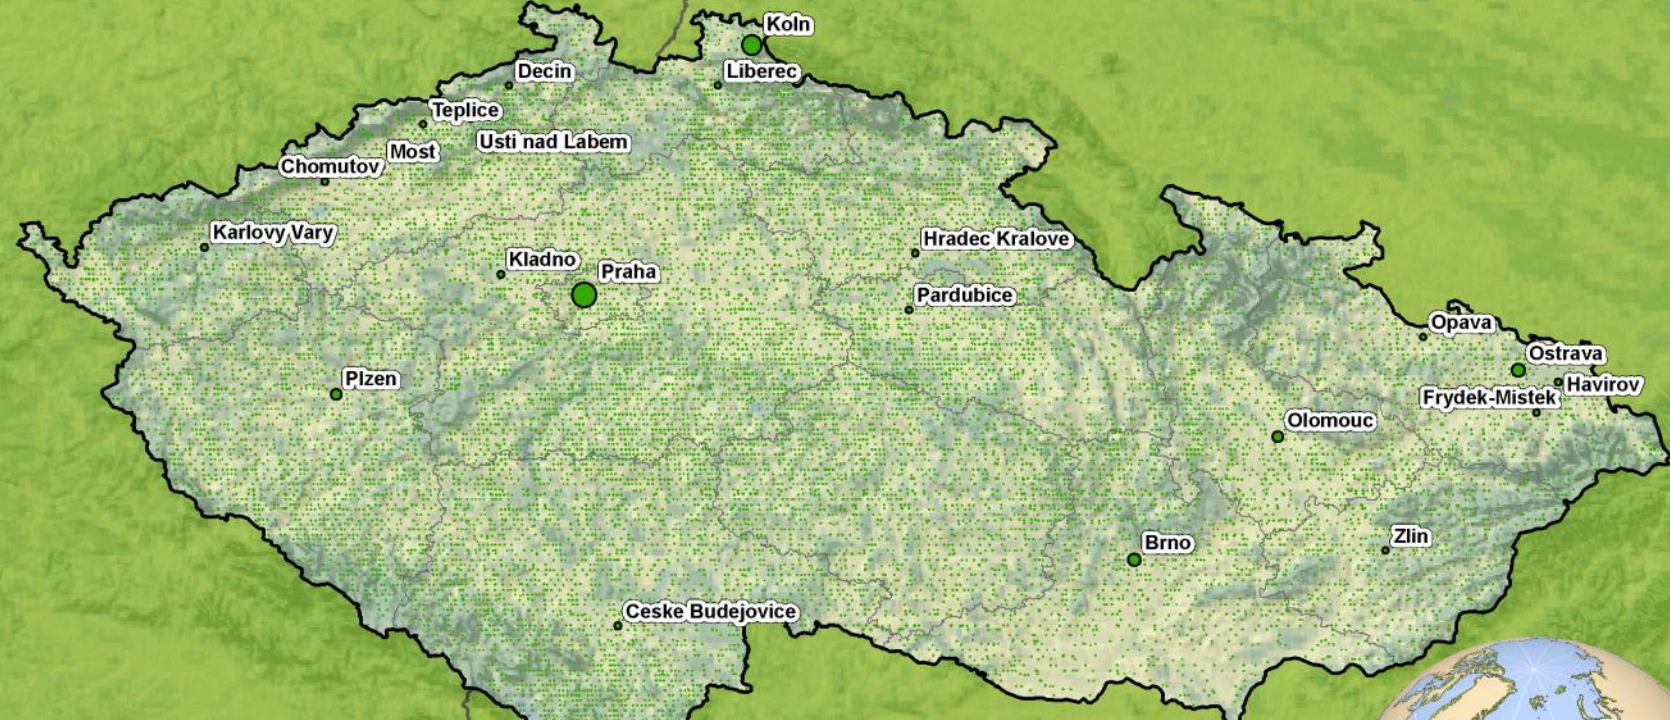 Koln
Decin
Liberec
Teplice
Usti nad Labem
Most
Chomutov
Karlovy Vary
Hradec Kralove
Kladno
Praha
Pardubice
Opava
Ostrava
Plzen
Havirov
Frydek-Mistek
Olomouc
Brno
Zlin
Ceske Budejovice